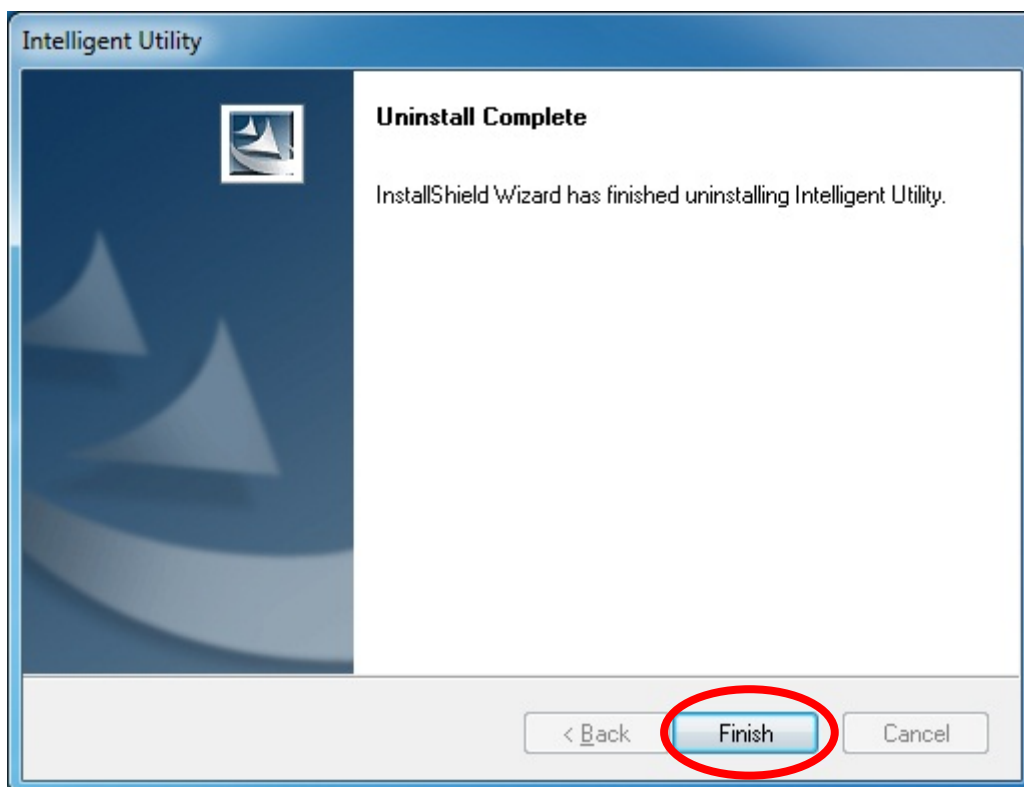 Intelligent Utility
Uninstall Complete
InstallShield Wizard has finished uninstalling Intelligent Utility.
< Back
Finish
Cancel